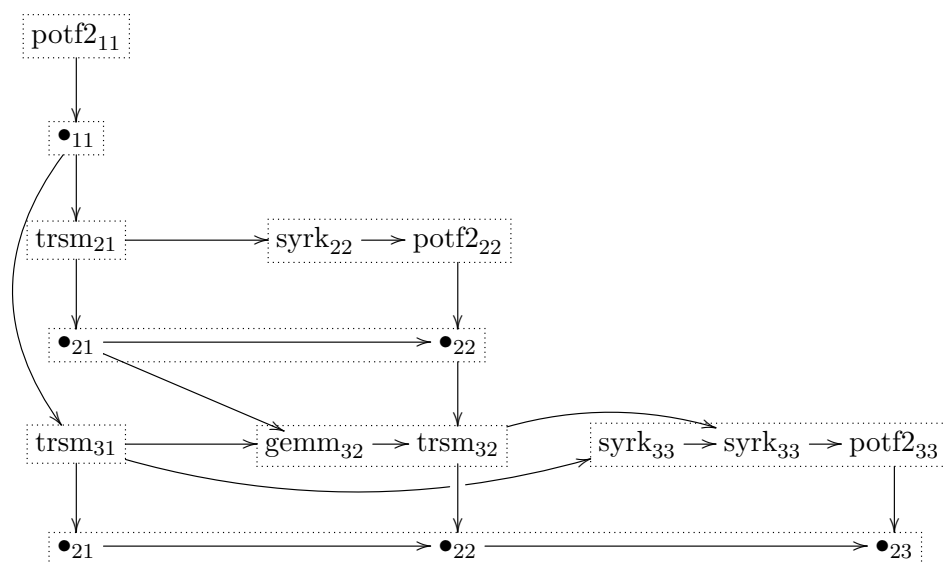 potf2₁₁
•₁₁
trsm₂₁ syrk₂₂ potf2₂₂
•₂₁ •₂₂
trsm₃₁ gemm₃₂ trsm₃₂ syrk₃₃ syrk₃₃ potf2₃₃
•₂₁ •₂₂ •₂₃